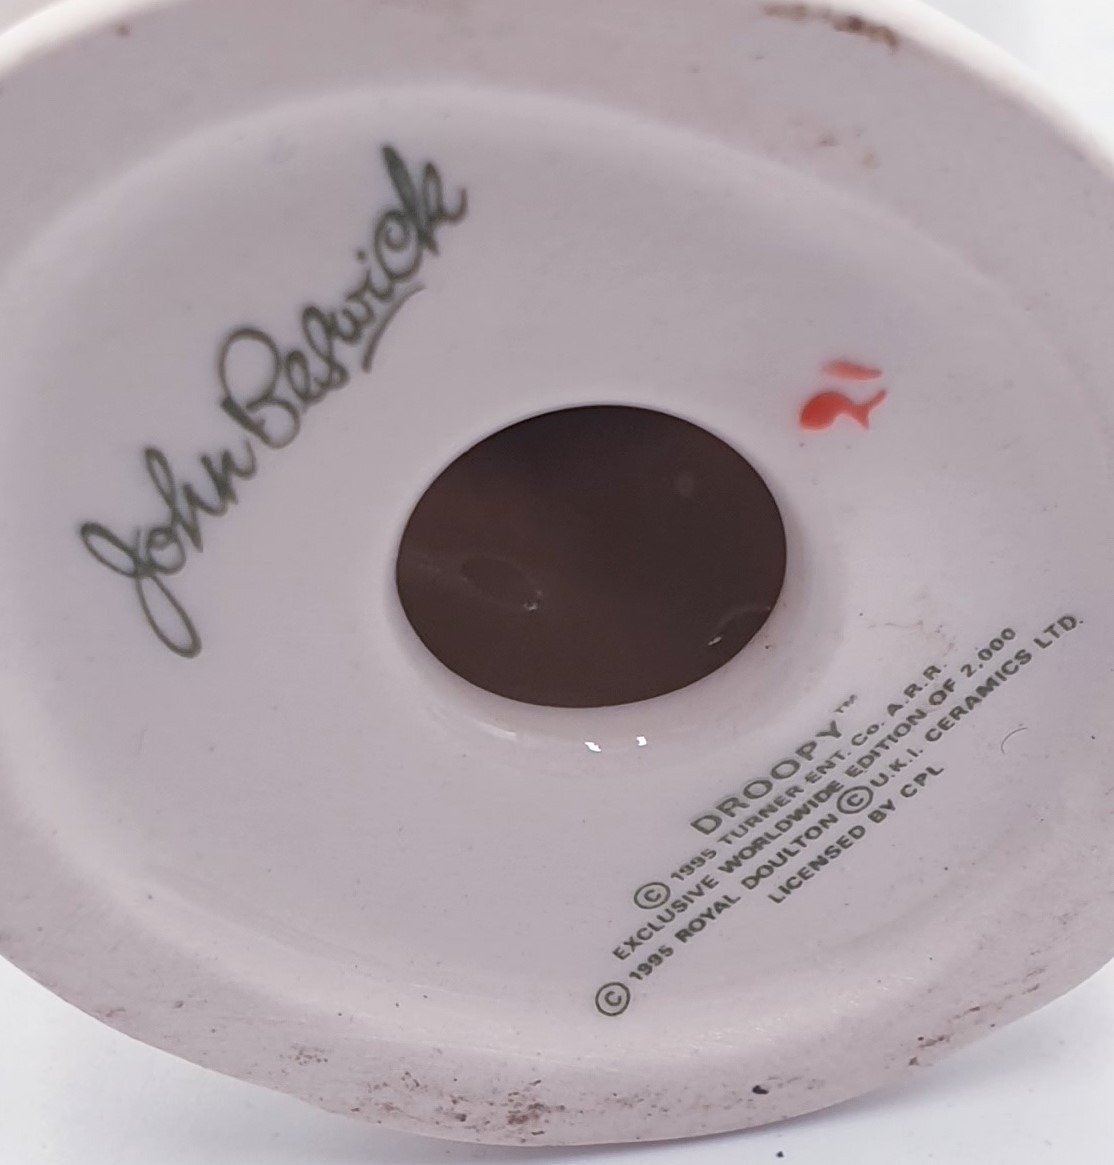 John Beswick
DROOPY™
© 1995 TURNER ENT. Co. A.R.R.
EXCLUSIVE WORLDWIDE EDITION OF 2.000
© 1995 ROYAL DOULTON © U.K.I. CERAMICS LTD.
LICENSED BY CPL